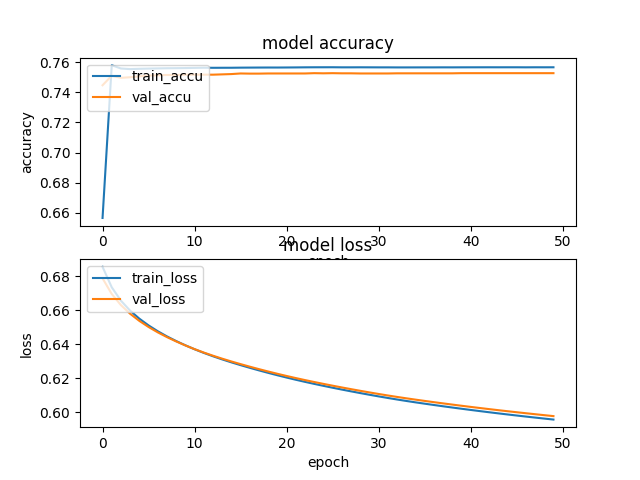 model accuracy
0.76
0.74
0.72
0.70
0.68
0.66
accuracy
train_accu
val_accu
0 10 20 30 40 50
epoch
model loss
0.68
0.66
0.64
0.62
0.60
loss
train_loss
val_loss
0 10 20 30 40 50
epoch